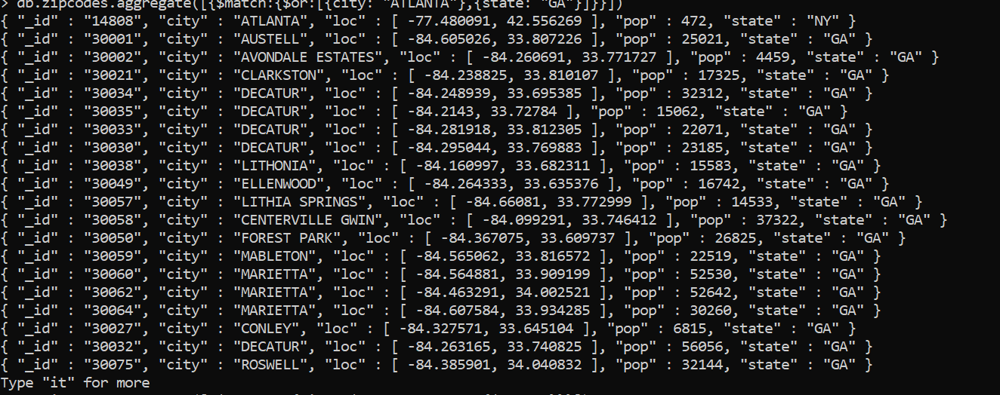 > db.zipcodes.aggregate([{$match:{$or:[{city: "ATLANTA"},{state: "GA"}]}}])
{ "_id" : "14808", "city" : "ATLANTA", "loc" : [ -77.480091, 42.556269 ], "pop" : 472, "state" : "NY" }
{ "_id" : "30001", "city" : "AUSTELL", "loc" : [ -84.605026, 33.807226 ], "pop" : 25021, "state" : "GA" }
{ "_id" : "30002", "city" : "AVONDALE ESTATES", "loc" : [ -84.260691, 33.771727 ], "pop" : 4459, "state" : "GA" }
{ "_id" : "30021", "city" : "CLARKSTON", "loc" : [ -84.238825, 33.810107 ], "pop" : 17325, "state" : "GA" }
{ "_id" : "30034", "city" : "DECATUR", "loc" : [ -84.248939, 33.695385 ], "pop" : 32312, "state" : "GA" }
{ "_id" : "30035", "city" : "DECATUR", "loc" : [ -84.2143, 33.72784 ], "pop" : 15062, "state" : "GA" }
{ "_id" : "30033", "city" : "DECATUR", "loc" : [ -84.281918, 33.812305 ], "pop" : 22071, "state" : "GA" }
{ "_id" : "30030", "city" : "DECATUR", "loc" : [ -84.295044, 33.769883 ], "pop" : 23185, "state" : "GA" }
{ "_id" : "30038", "city" : "LITHONIA", "loc" : [ -84.160997, 33.682311 ], "pop" : 15583, "state" : "GA" }
{ "_id" : "30049", "city" : "ELLENWOOD", "loc" : [ -84.264333, 33.635376 ], "pop" : 16742, "state" : "GA" }
{ "_id" : "30057", "city" : "LITHIA SPRINGS", "loc" : [ -84.66081, 33.772999 ], "pop" : 14533, "state" : "GA" }
{ "_id" : "30058", "city" : "CENTERVILLE GWIN", "loc" : [ -84.099291, 33.746412 ], "pop" : 37322, "state" : "GA" }
{ "_id" : "30050", "city" : "FOREST PARK", "loc" : [ -84.367075, 33.609737 ], "pop" : 26825, "state" : "GA" }
{ "_id" : "30059", "city" : "MABLETON", "loc" : [ -84.565062, 33.816572 ], "pop" : 22519, "state" : "GA" }
{ "_id" : "30060", "city" : "MARIETTA", "loc" : [ -84.564881, 33.909199 ], "pop" : 52530, "state" : "GA" }
{ "_id" : "30062", "city" : "MARIETTA", "loc" : [ -84.463291, 34.002521 ], "pop" : 52642, "state" : "GA" }
{ "_id" : "30064", "city" : "MARIETTA", "loc" : [ -84.607584, 33.934285 ], "pop" : 30260, "state" : "GA" }
{ "_id" : "30027", "city" : "CONLEY", "loc" : [ -84.327571, 33.645104 ], "pop" : 6815, "state" : "GA" }
{ "_id" : "30032", "city" : "DECATUR", "loc" : [ -84.263165, 33.740825 ], "pop" : 56056, "state" : "GA" }
{ "_id" : "30075", "city" : "ROSWELL", "loc" : [ -84.385901, 34.040832 ], "pop" : 32144, "state" : "GA" }
Type "it" for more